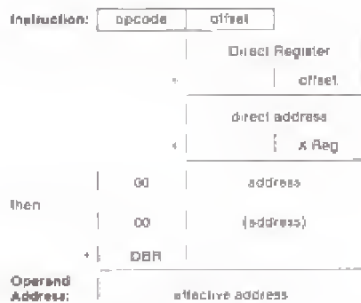 Instruction: opcode offset
Direct Register
+ offset
direct address
+ X Reg
00 address
then
00 (address)
+ DBR
Operand
Address: effective address